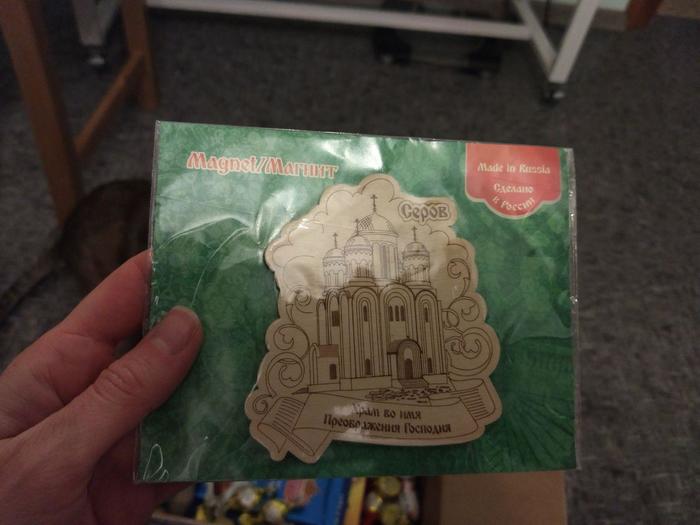 Magnet/Магнит
Made in Russia
Сделано
в России
Серов
Храм во имя
Преображения Господня